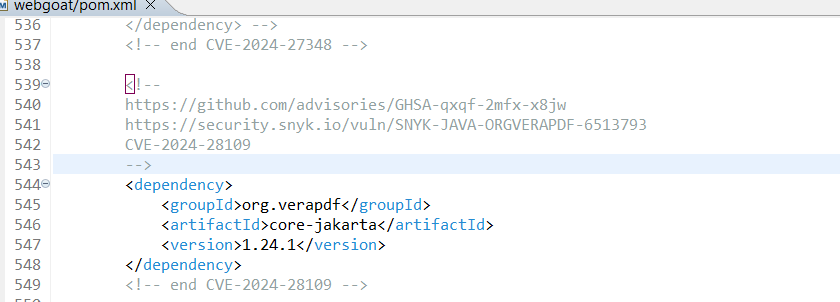 webgoat/pom.xml
536 </dependency> -->
537 <!-- end CVE-2024-27348 -->
538
539 <!--
540 https://github.com/advisories/GHSA-qxqf-2mfx-x8jw
541 https://security.snyk.io/vuln/SNYK-JAVA-ORGVERAPDF-6513793
542 CVE-2024-28109
543 -->
544 <dependency>
545 <groupId>org.verapdf</groupId>
546 <artifactId>core-jakarta</artifactId>
547 <version>1.24.1</version>
548 </dependency>
549 <!-- end CVE-2024-28109 -->